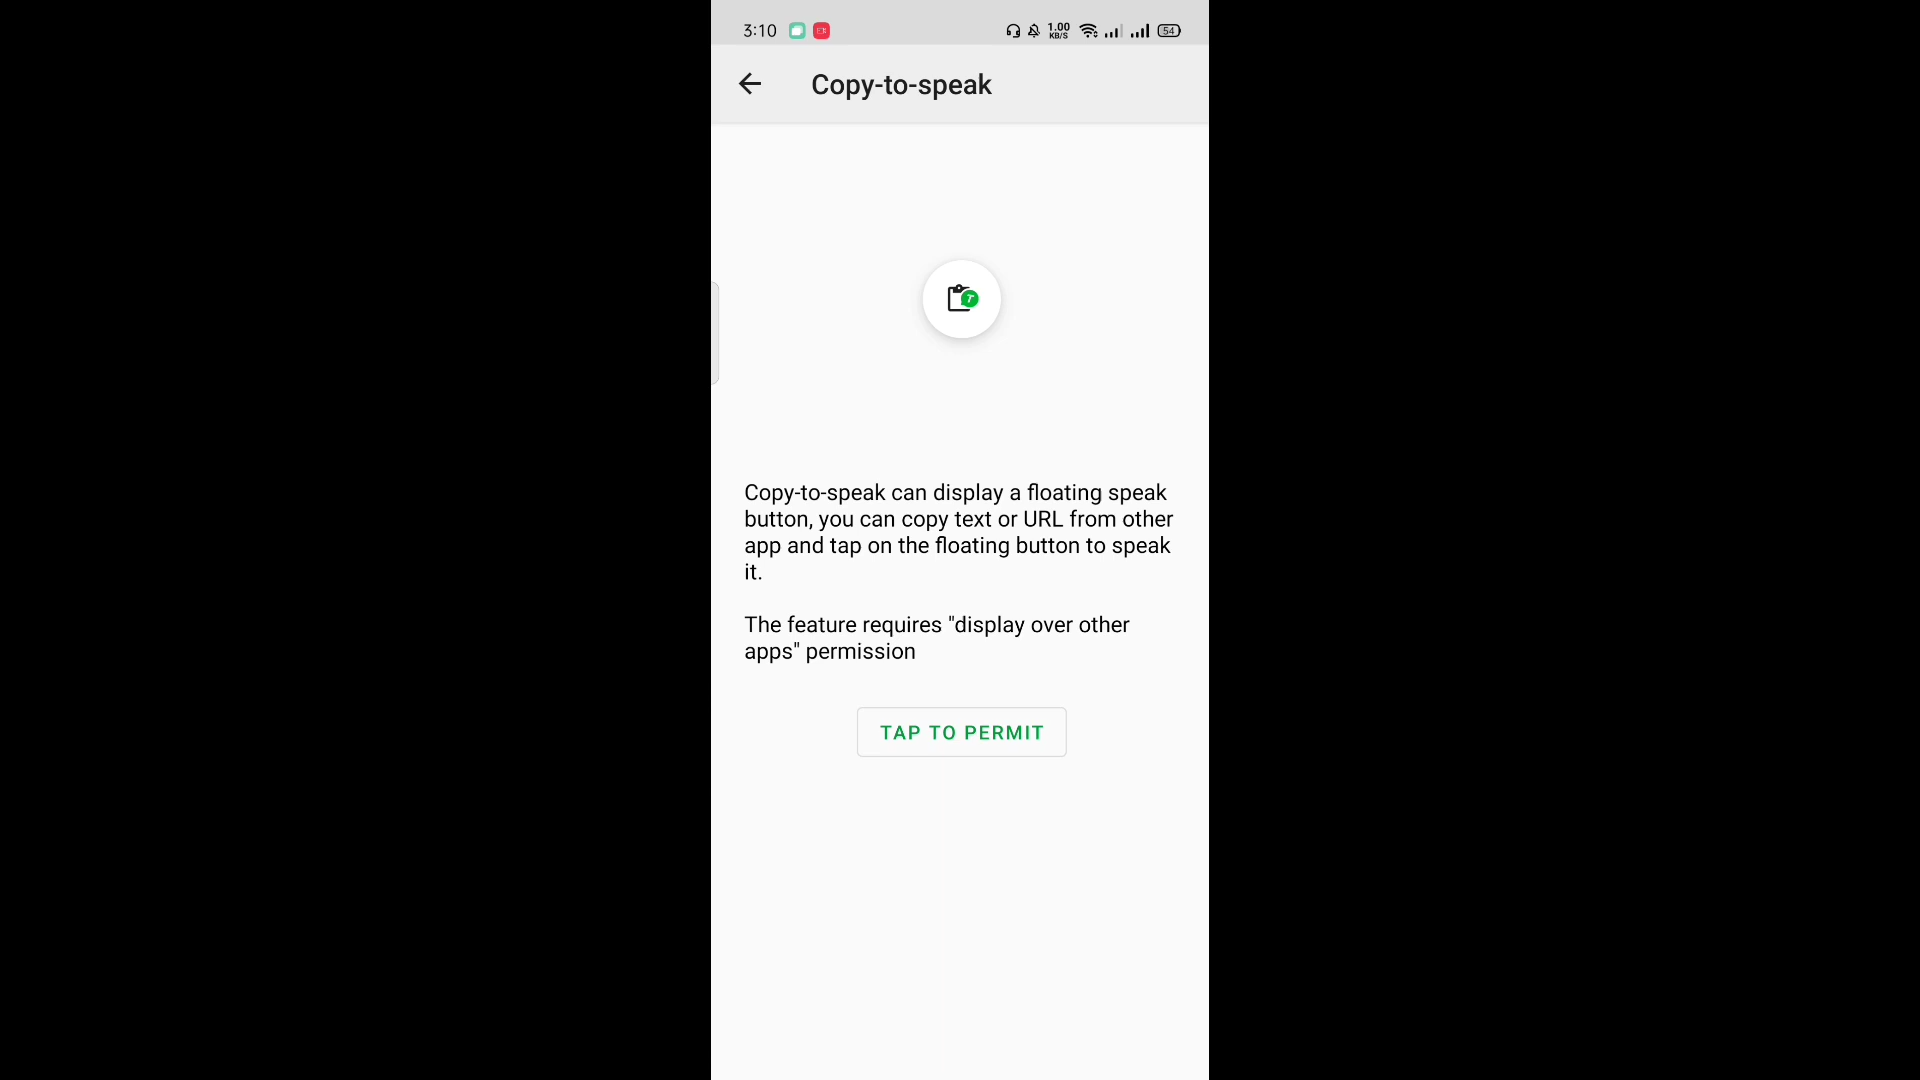 3:10
1.00
KB/S
54
Copy-to-speak
T
Copy-to-speak can display a floating speak
button, you can copy text or URL from other
app and tap on the floating button to speak
it.
The feature requires "display over other
apps" permission
TAP TO PERMIT